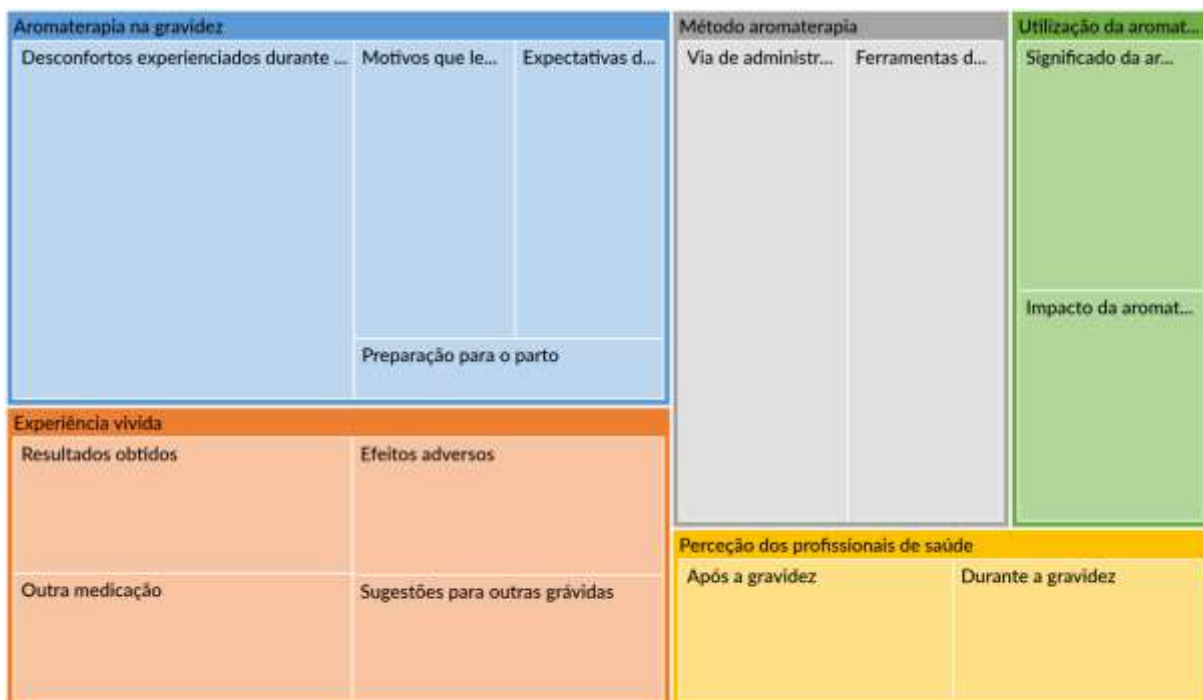 Aromaterapia na gravidez
Desconfortos experienciados durante ...
Motivos que le...
Expectativas d...
Preparação para o parto
Método aromaterapia
Via de administr...
Ferramentas d...
Utilização da aromat...
Significado da ar...
Impacto da aromat...
Experiência vivida
Resultados obtidos
Efeitos adversos
Outra medicação
Sugestões para outras grávidas
Perceção dos profissionais de saúde
Após a gravidez
Durante a gravidez